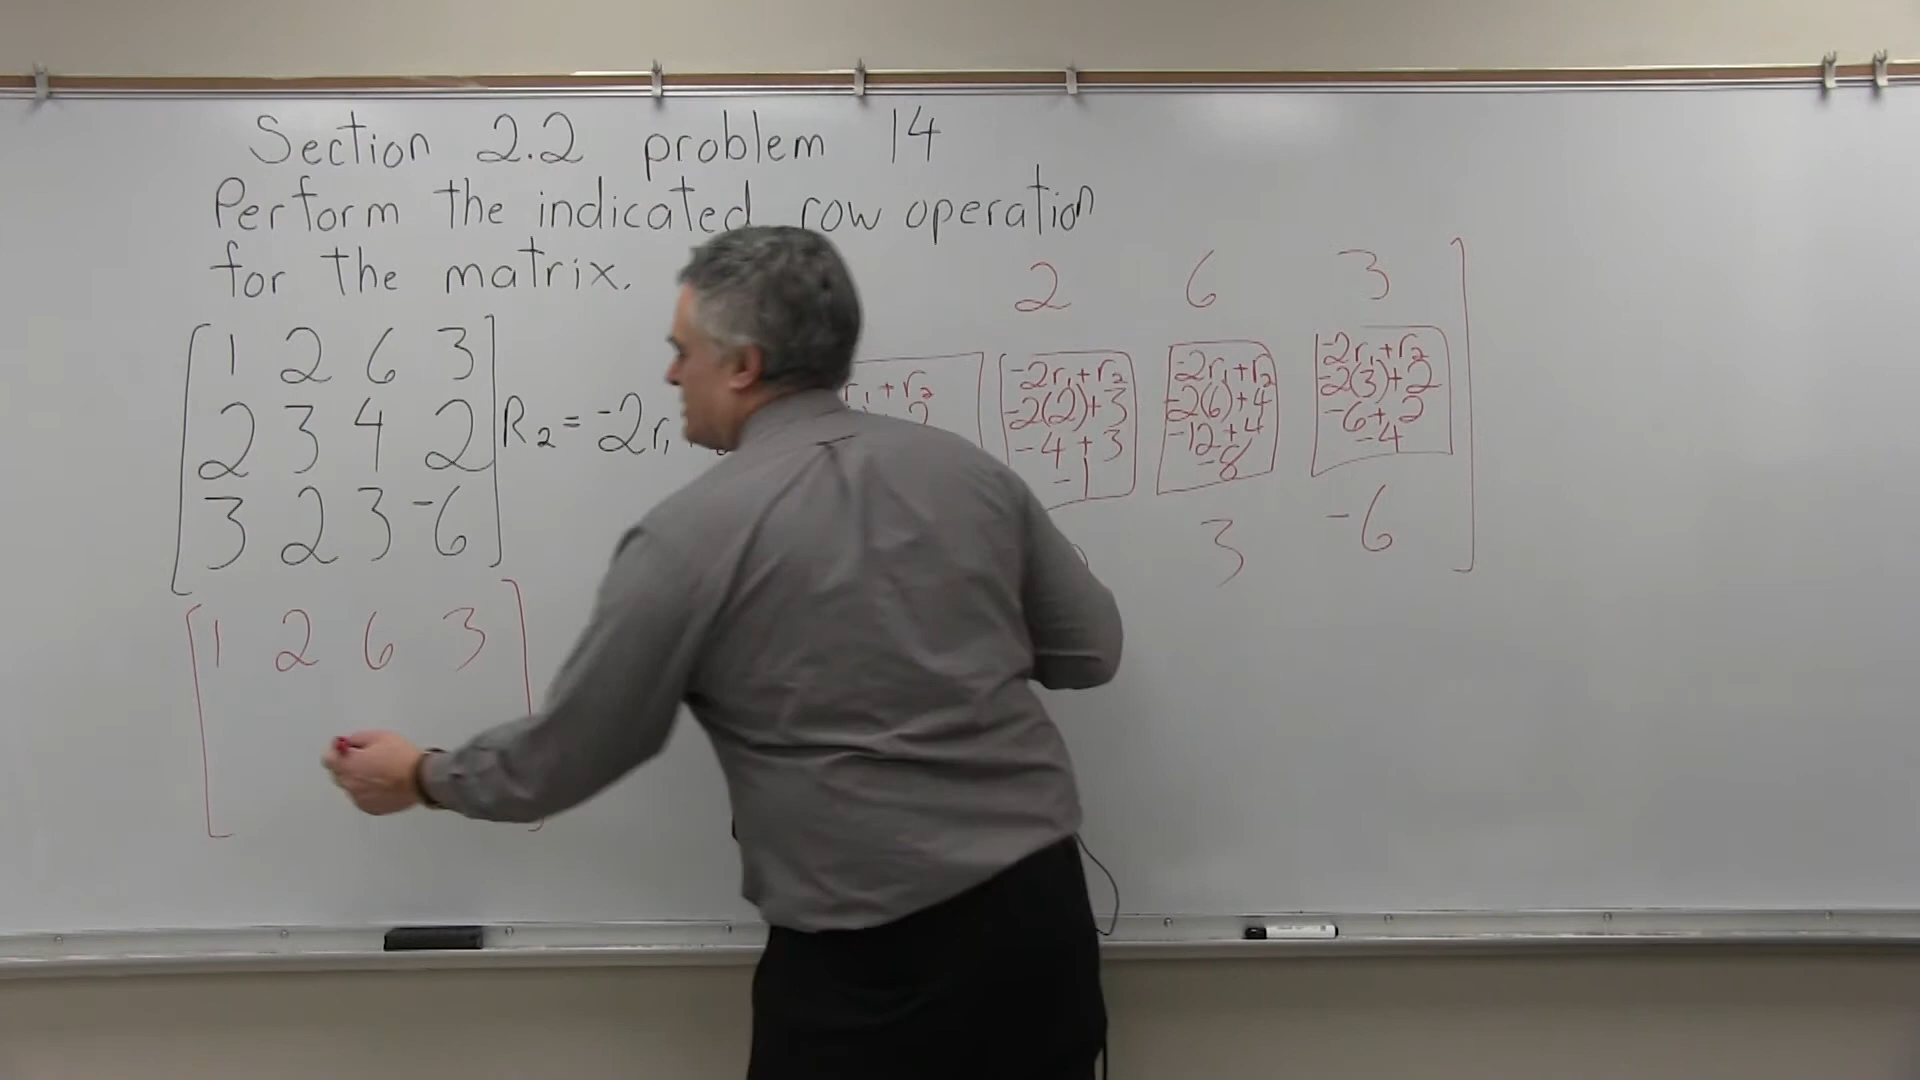 Section 2.2 problem 14
Perform the indicated row operation
for the matrix.
1 2 6 3
2 3 4 2
3 2 3 -6
R₂ = -2r₁
1 2 6 3
2 6 3
r₁ + r₂
-2r₁ + r₂
-2(2) + 3
-4 + 3
-1
-2r₁ + r₂
-2(6) + 4
-12 + 4
-8
-2r₁ + r₂
-2(3) + 2
-6 + 2
-4
3 -6